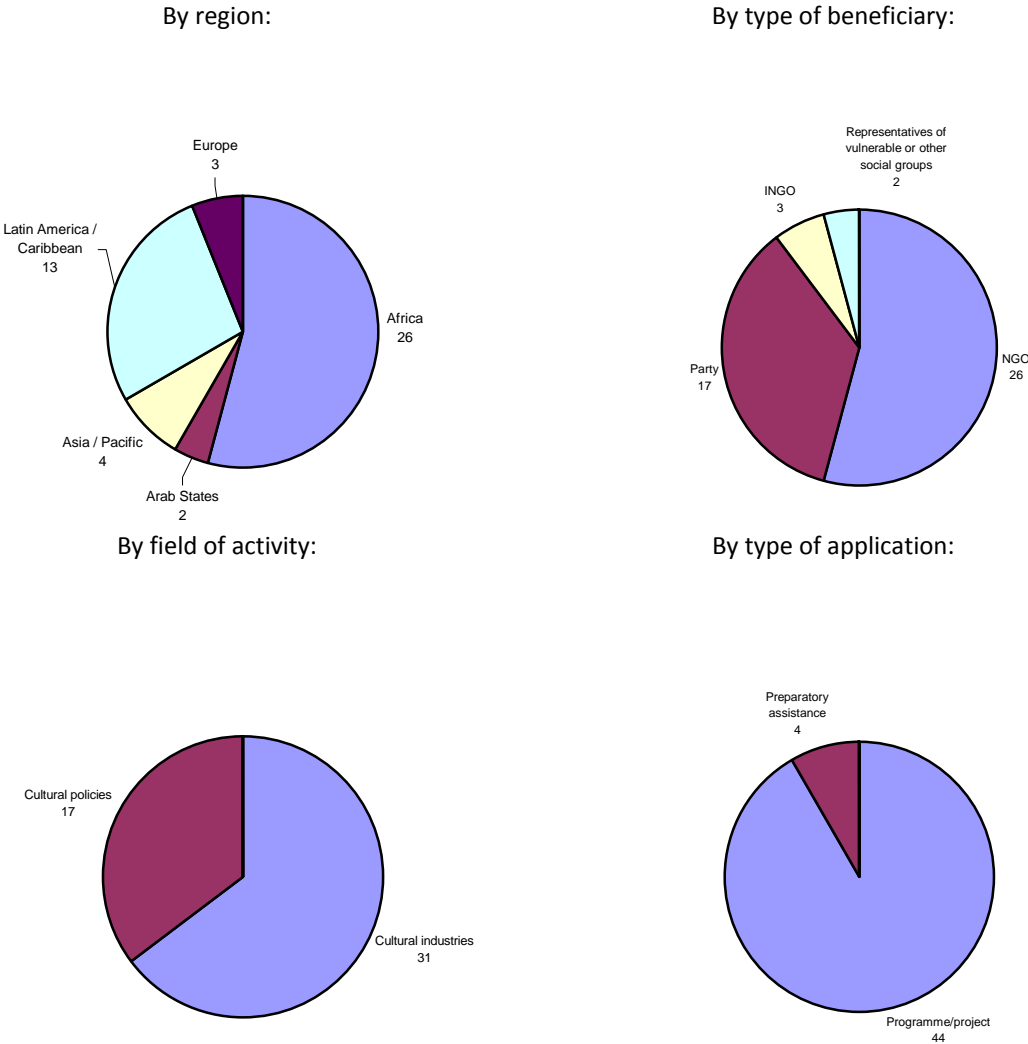 By region:
Europe
3
Latin America /
Caribbean
13
Africa
26
Asia / Pacific
4
Arab States
2
By type of beneficiary:
Representatives of
vulnerable or other
social groups
2
INGO
3
Party
17
NGO
26
By field of activity:
Cultural policies
17
Cultural industries
31
By type of application:
Preparatory
assistance
4
Programme/project
44